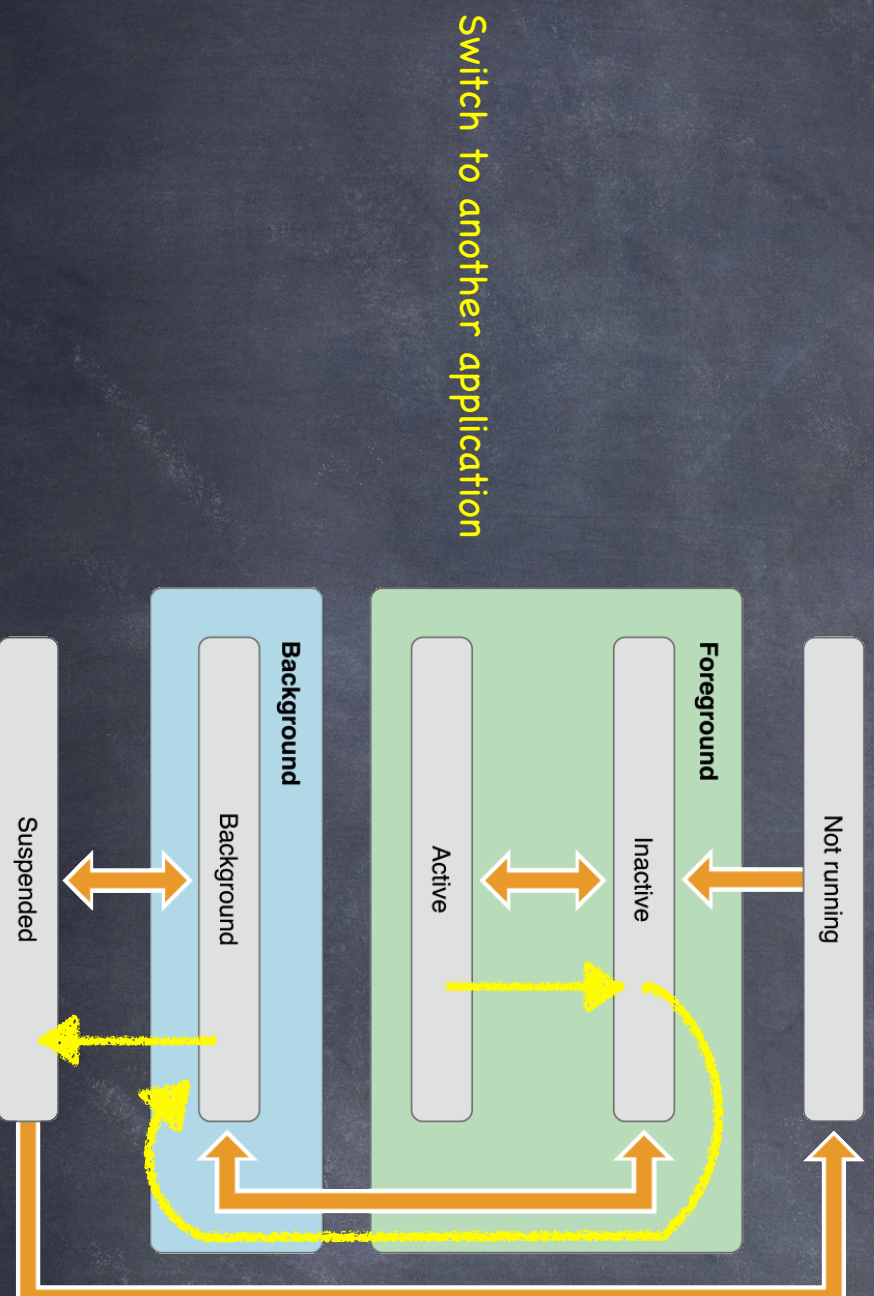 Switch to another application
Not running
Foreground
Inactive
Active
Background
Background
Suspended